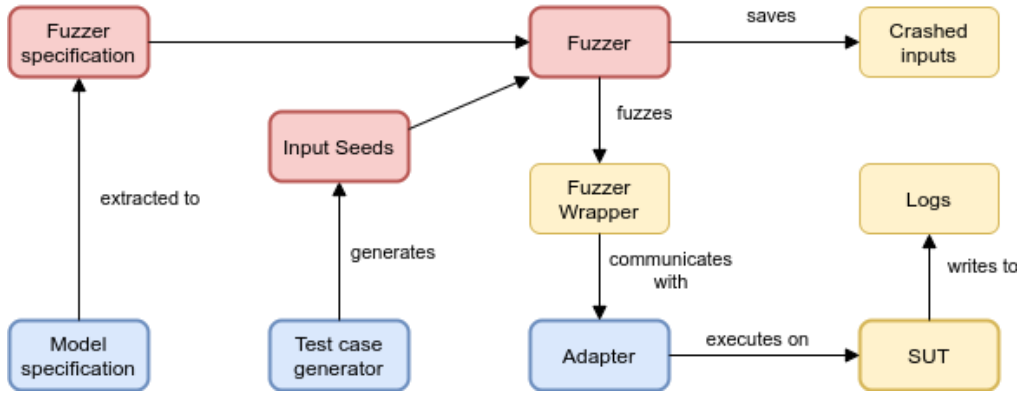 Fuzzer
specification
Fuzzer
saves
Crashed
inputs
fuzzes
Input Seeds
extracted to
Fuzzer
Wrapper
Logs
generates
communicates
with
writes to
Model
specification
Test case
generator
Adapter
executes on
SUT